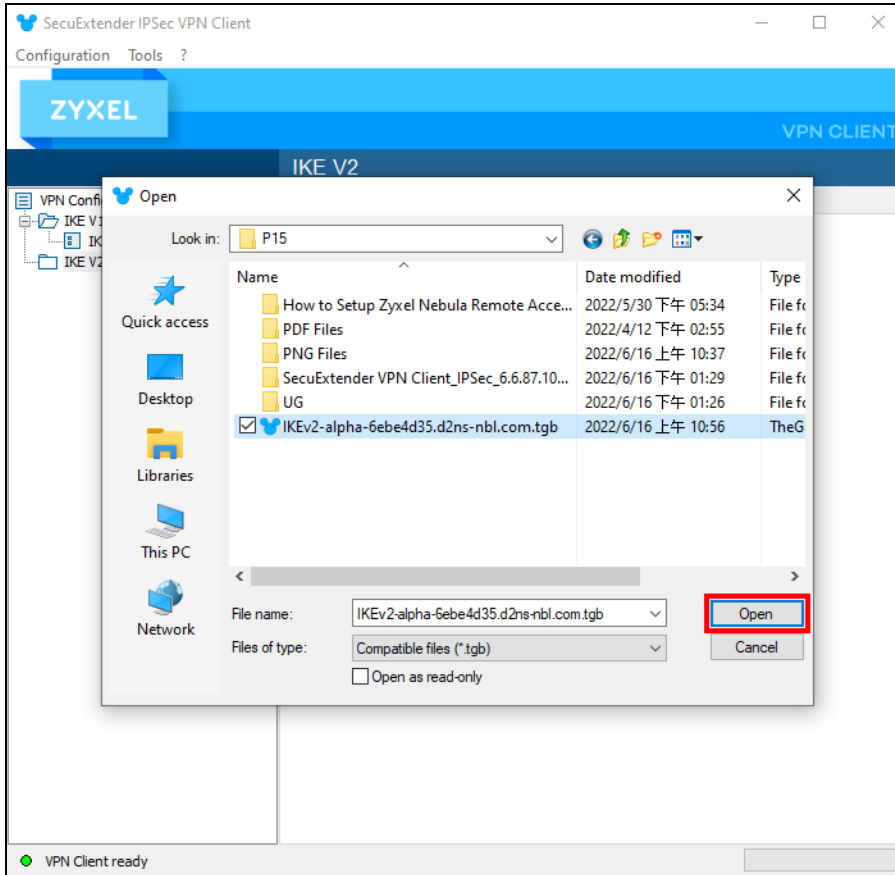 SecuExtender IPSec VPN Client
Configuration Tools ?
ZYXEL
VPN CLIENT
IKE V2
VPN Confi
IKE V1
IK
IKE V2
Open
Look in: P15
Name Date modified Type
How to Setup Zyxel Nebula Remote Acce... 2022/5/30 下午 05:34 File fo
PDF Files 2022/4/12 下午 02:55 File fo
PNG Files 2022/6/16 上午 10:37 File fo
SecuExtender VPN Client_IPSec_6.6.87.10... 2022/6/16 下午 01:29 File fo
UG 2022/6/16 下午 01:26 File fo
IKEv2-alpha-6ebe4d35.d2ns-nbl.com.tgb 2022/6/16 上午 10:56 TheG
Quick access
Desktop
Libraries
This PC
Network
File name: IKEv2-alpha-6ebe4d35.d2ns-nbl.com.tgb Open
Files of type: Compatible files (*.tgb) Cancel
Open as read-only
VPN Client ready